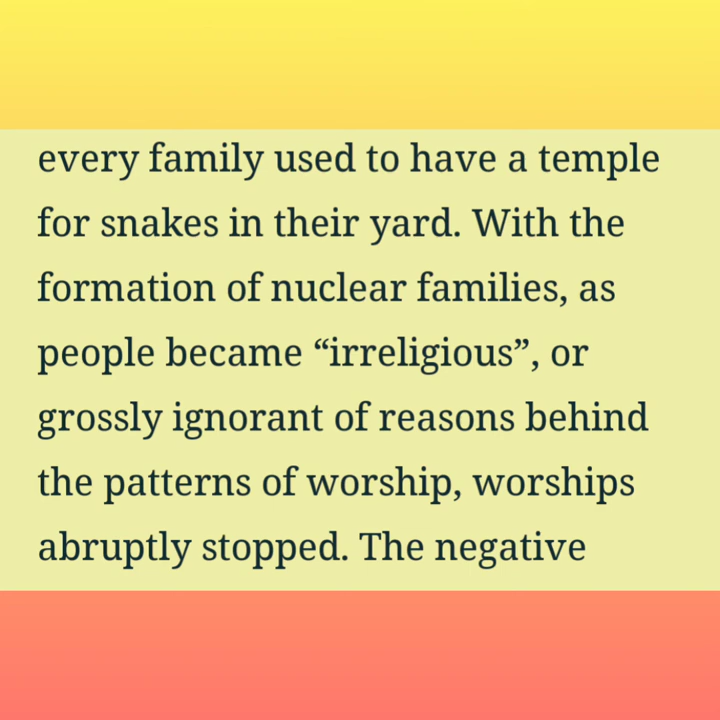 every family used to have a temple
for snakes in their yard. With the
formation of nuclear families, as
people became “irreligious”, or
grossly ignorant of reasons behind
the patterns of worship, worships
abruptly stopped. The negative